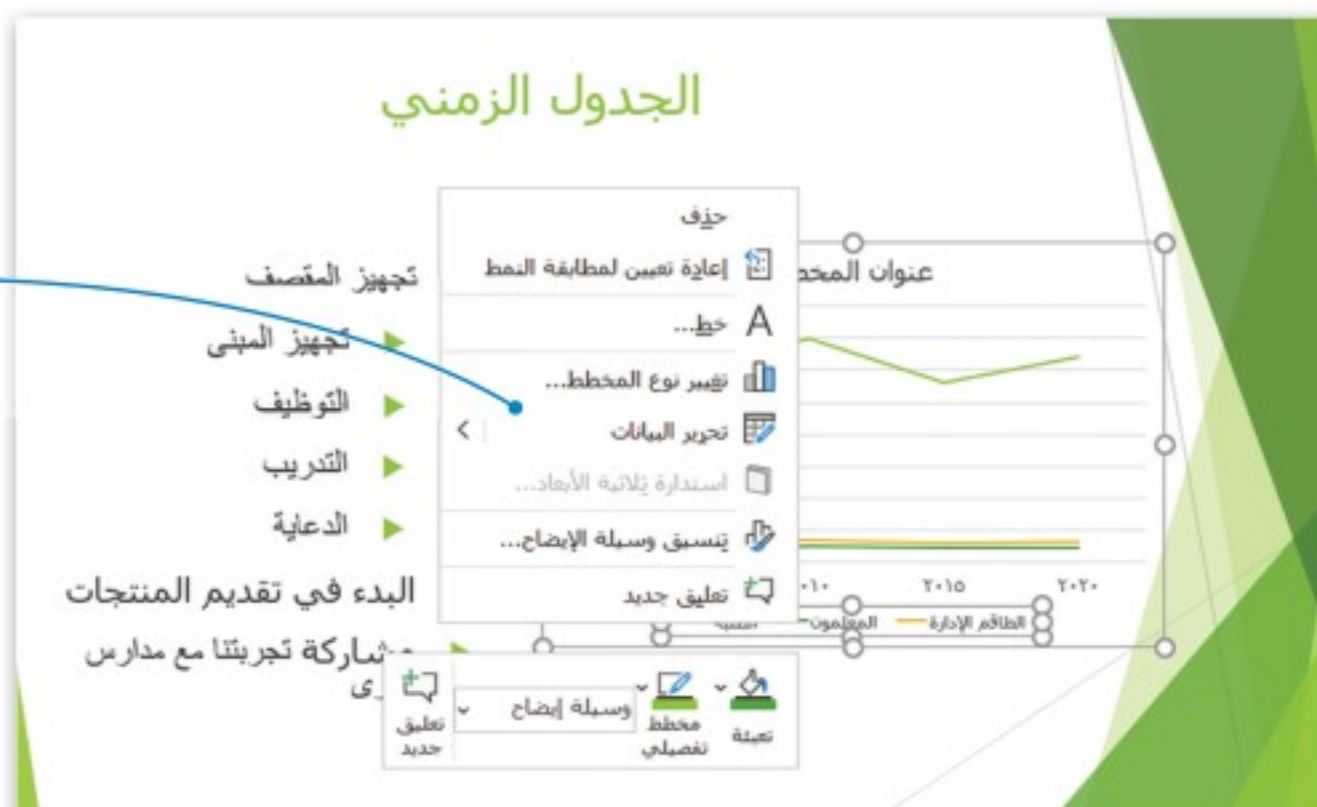 الجدول الزمني
عنوان المخط
٢٠١٥
٢٠٢٠
الطاقم الإدارة
المعلمون
حذف
إعادة تعيين لمطابقة النمط
خط...
تغيير نوع المخطط...
تحرير البيانات
استدارة ثلاثية الأبعاد...
تنسيق وسيلة الإيضاح...
تعليق جديد
تعبئة
مخطط تفصيلي
وسيلة إيضاح
تعليق جديد
تجهيز المقصف
تجهيز المبنى
التوظيف
التدريب
الدعاية
البدء في تقديم المنتجات
مشاركة تجربتنا مع مدارس